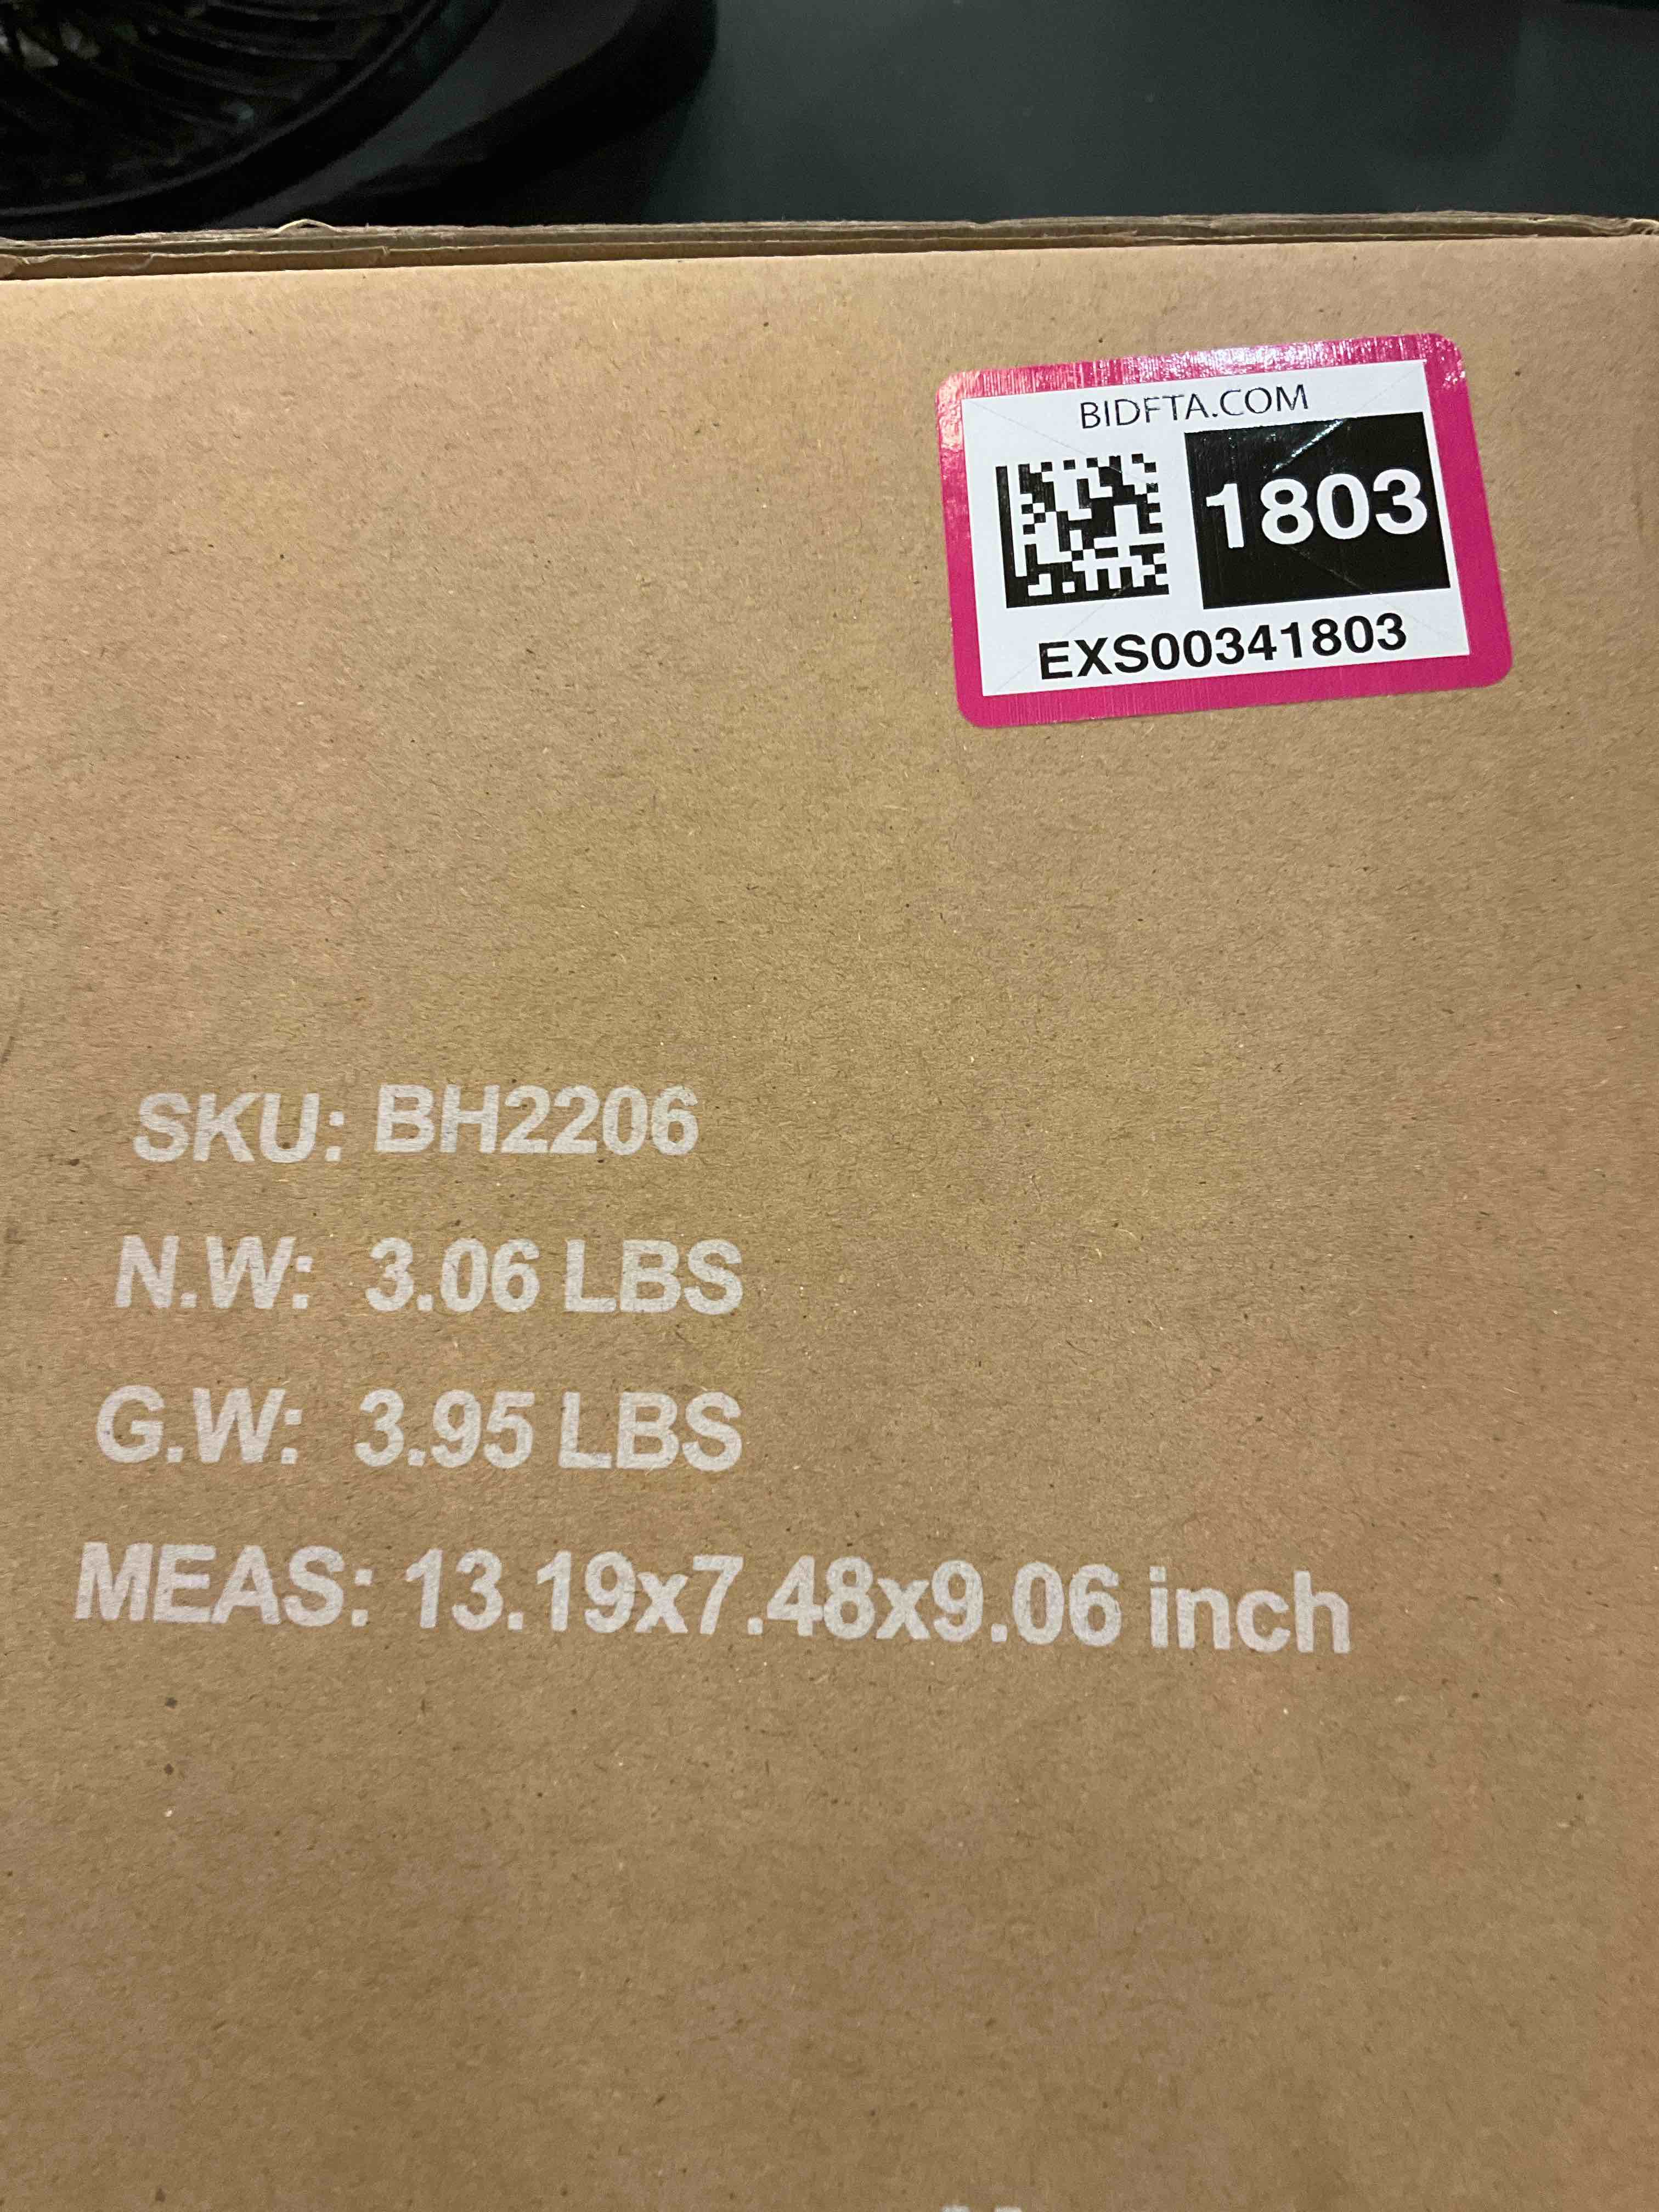 BIDFTA.COM
1803
EXS00341803
SKU: BH2206
N.W: 3.06 LBS
G.W: 3.95 LBS
MEAS: 13.19x7.48x9.06 inch